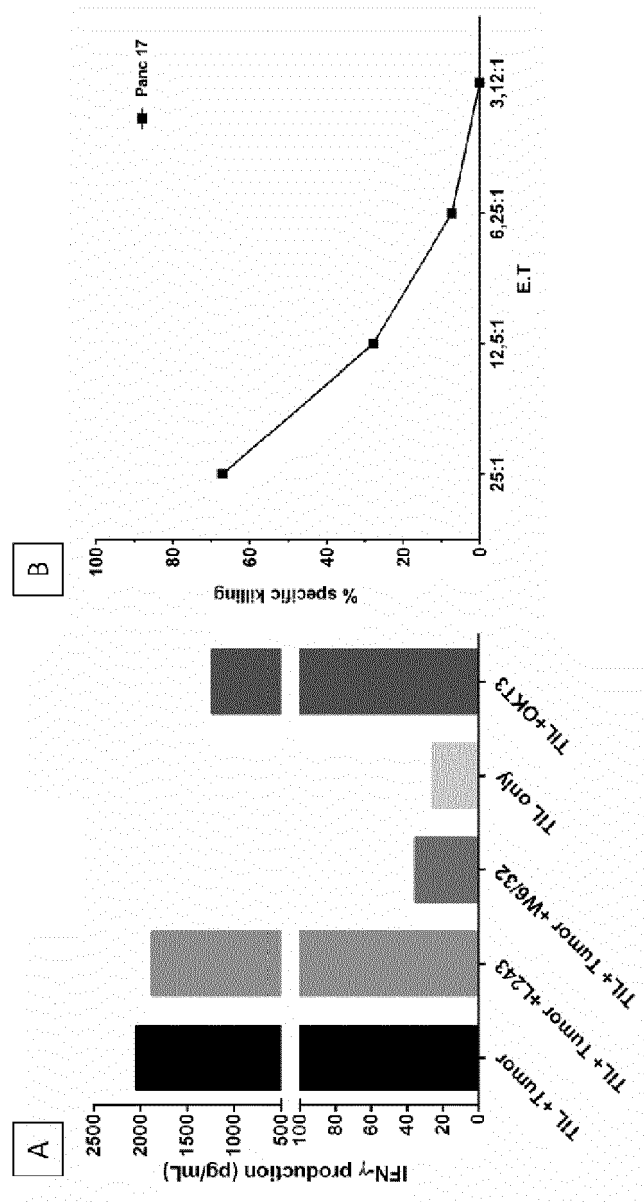 A
IFN-γ production (pg/mL)
2500
2000
1500
1000
500
100
80
60
40
20
0
TIL+Tumor
TIL+ Tumor +L243
TIL+ Tumor +W6/32
TIL only
TIL+OKT3
B
% specific killing
100
80
60
40
20
0
25:1
12,5:1
6,25:1
3,12:1
E.T
Panc 17